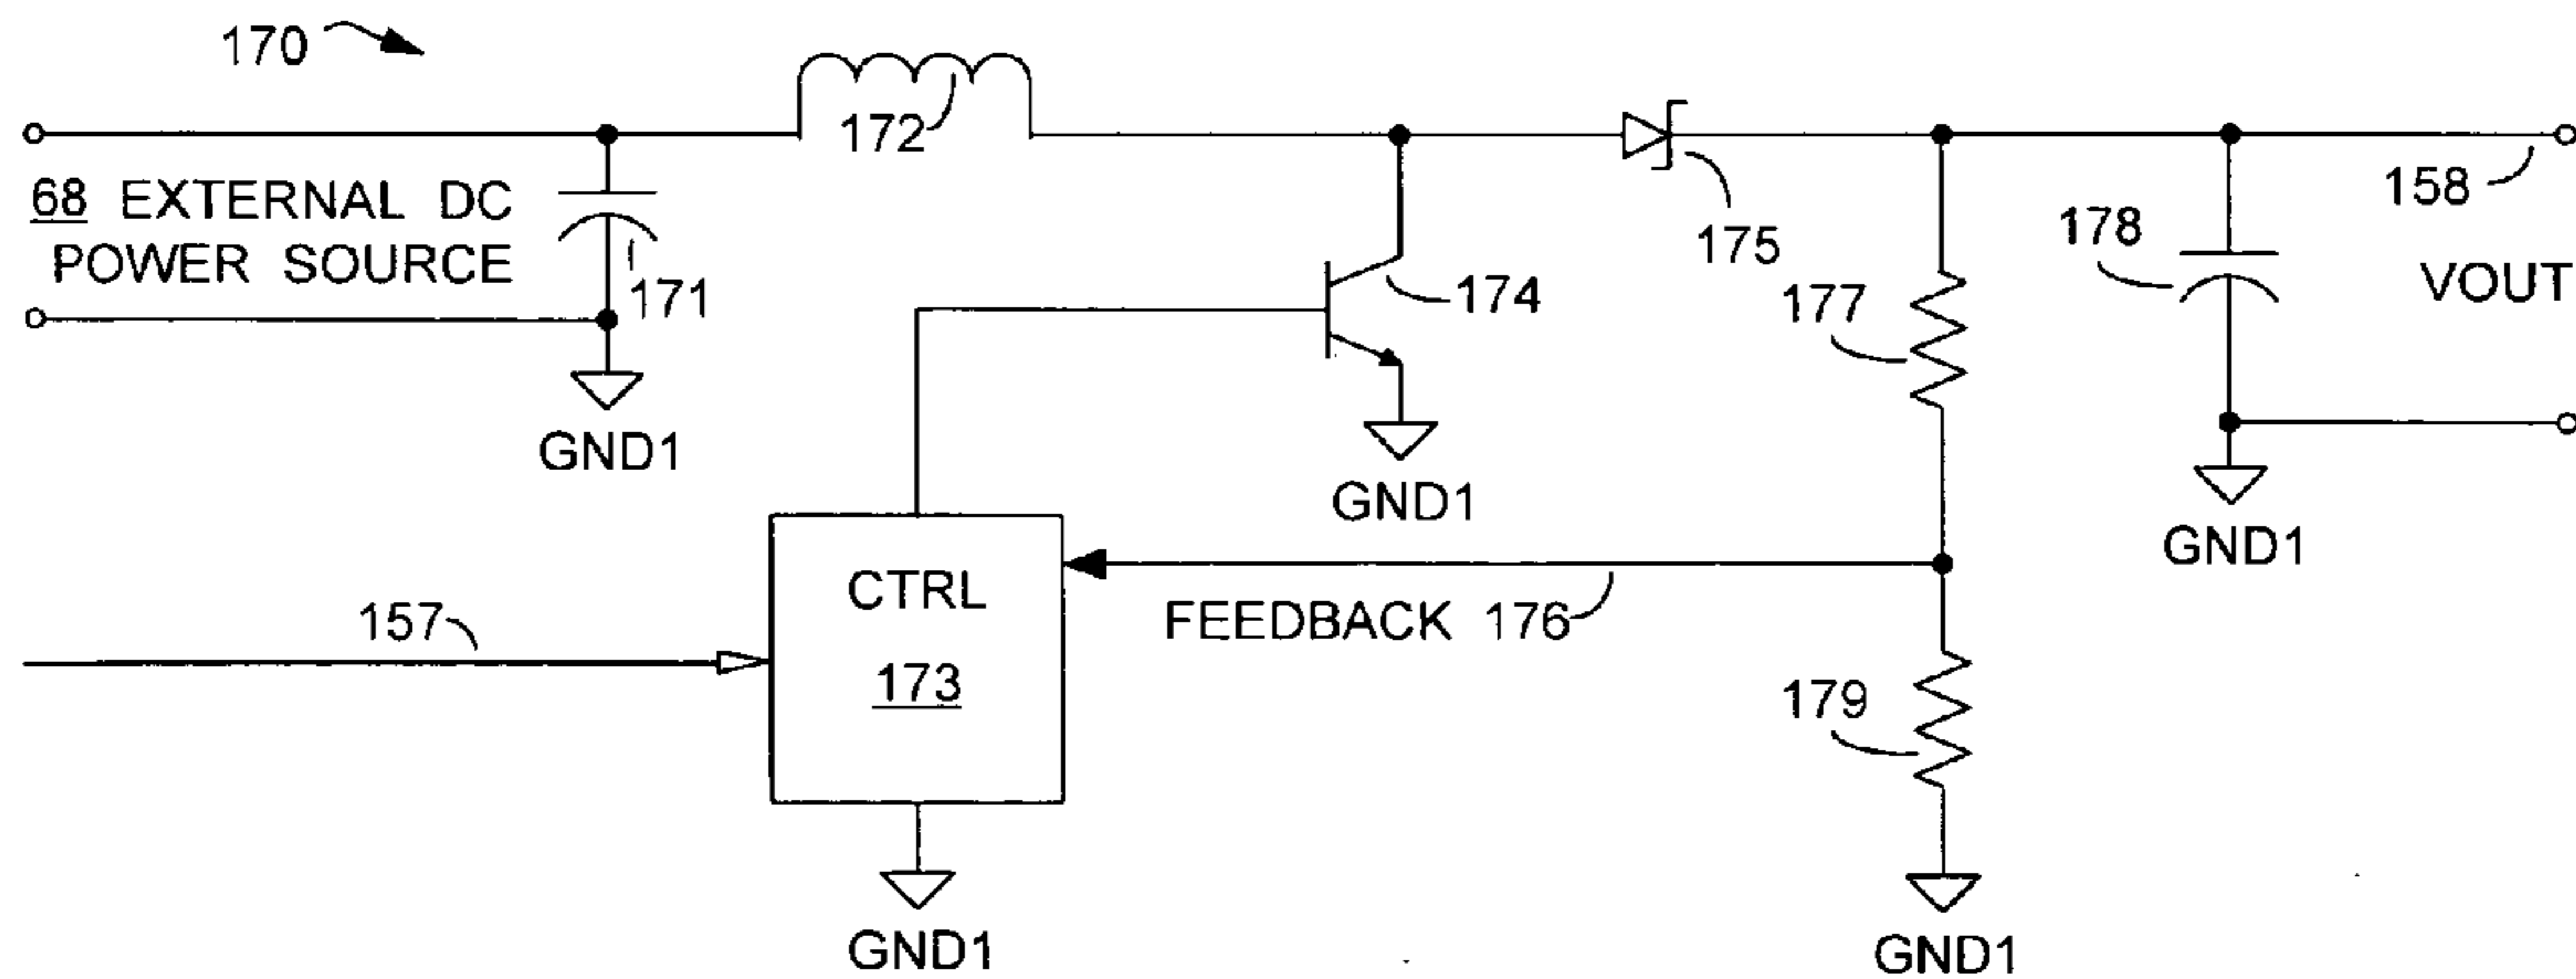 170
172
68 EXTERNAL DC
POWER SOURCE
171
GND1
158
175
178
VOUT
174
177
GND1
GND1
CTRL
173
157
FEEDBACK 176
179
GND1
GND1